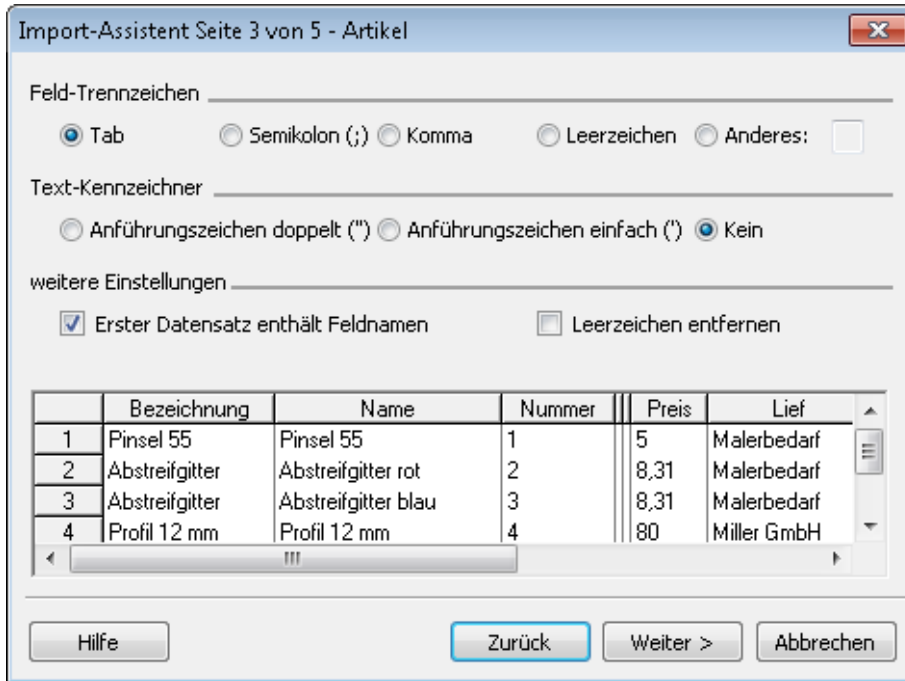 Import-Assistent Seite 3 von 5 - Artikel
Feld-Trennzeichen
Tab Semikolon (;) Komma Leerzeichen Anderes:
Text-Kennzeichner
Anführungszeichen doppelt (") Anführungszeichen einfach (') Kein
weitere Einstellungen
Erster Datensatz enthält Feldnamen Leerzeichen entfernen
Bezeichnung Name Nummer Preis Lief
1 Pinsel 55 Pinsel 55 1 5 Malerbedarf
2 Abstreifgitter Abstreifgitter rot 2 8,31 Malerbedarf
3 Abstreifgitter Abstreifgitter blau 3 8,31 Malerbedarf
4 Profil 12 mm Profil 12 mm 4 80 Miller GmbH
Hilfe Zurück Weiter > Abbrechen